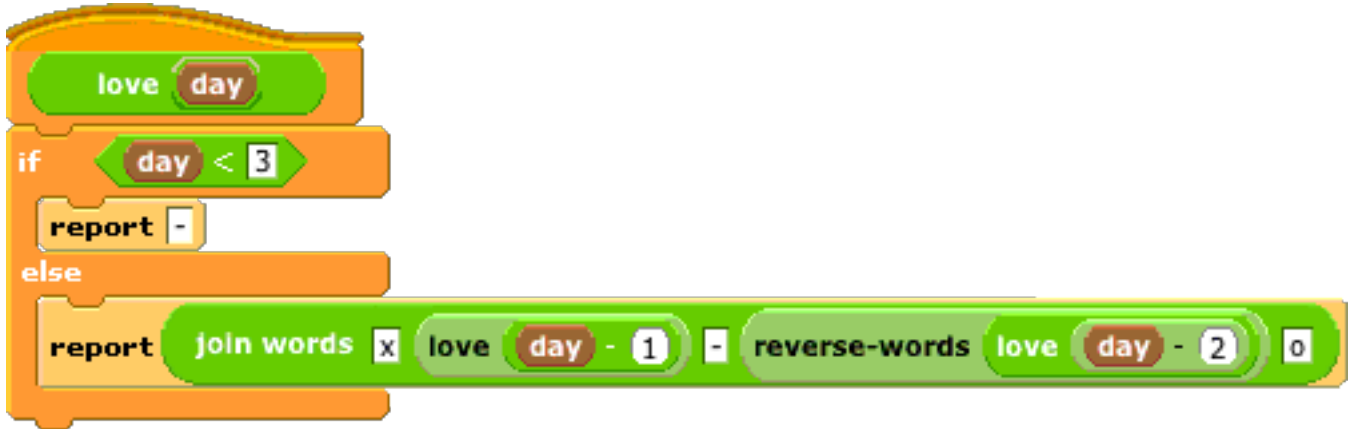 love day
if day < 3
report -
else
report join words x love day - 1 - reverse-words love day - 2 o